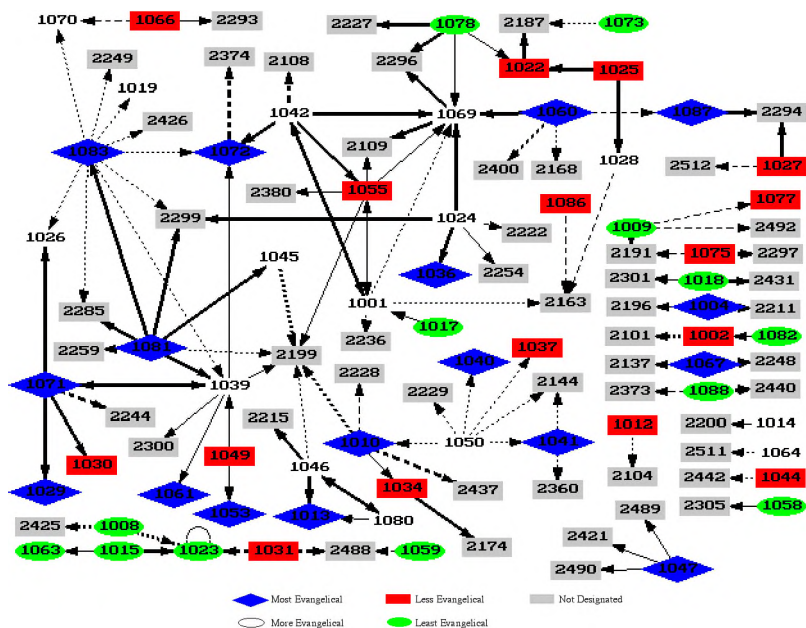 1070 1066 2293 2227 1078 2187 1073
2249 2374 2108 2296 1022 1025
1019
2426 1042 1069 1060 1087 2294
1083 1072 2109 2400 2168 1028 2512 1027
2380 1055 1086 1077
1026 2299 1024 2222 1009 2492
1045 1036 2254 2191 1075 2297
2285 1001 2163 2301 1018 2431
2259 1081 2199 2236 1017 2196 1004 2211
1040 1037 2101 1002 1082
1071 1039 2228 2144 2137 1067 2248
2244 2229 2373 1088 2440
2300 2215 1010 1050 1041 1012 2200 1014
1030 1049 1046 2511 1064
1029 1061 1053 1013 1034 2437 2360 2104 2442 1044
1080 2489 2305 1058
2425 1008 2174 2421
1063 1015 1023 1031 2488 1059 2490 1047
Most Evangelical Less Evangelical Not Designated
More Evangelical Least Evangelical